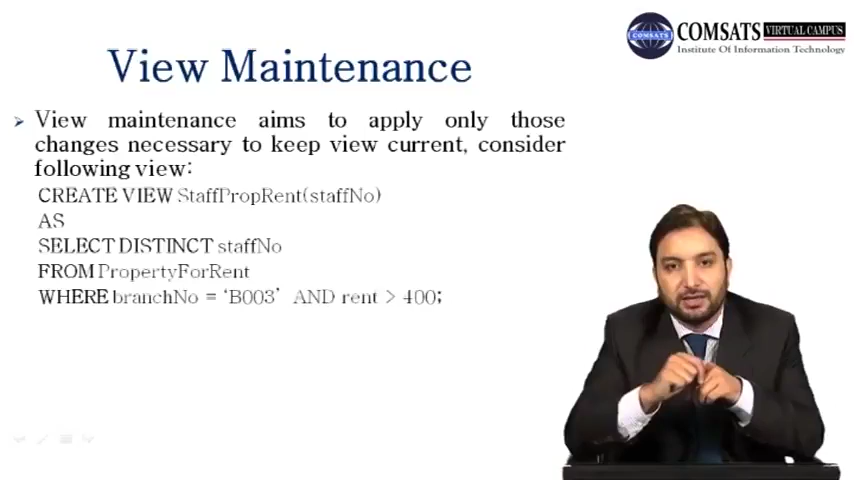 COMSATS VIRTUAL CAMPUS
COMSATS
Institute Of Information Technology
View Maintenance
View maintenance aims to apply only those
changes necessary to keep view current, consider
following view:
CREATE VIEW StaffPropRent(staffNo)
AS
SELECT DISTINCT staffNo
FROM PropertyForRent
WHERE branchNo = ‘B003’ AND rent > 400;